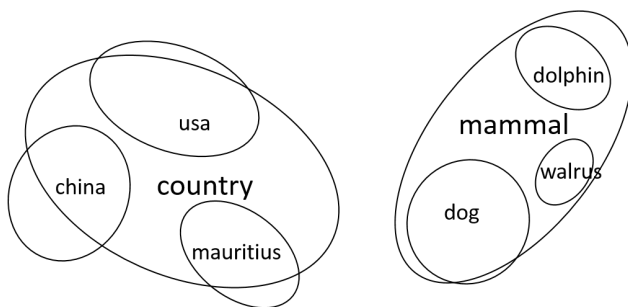 usa
china
country
mauritius
dolphin
mammal
walrus
dog